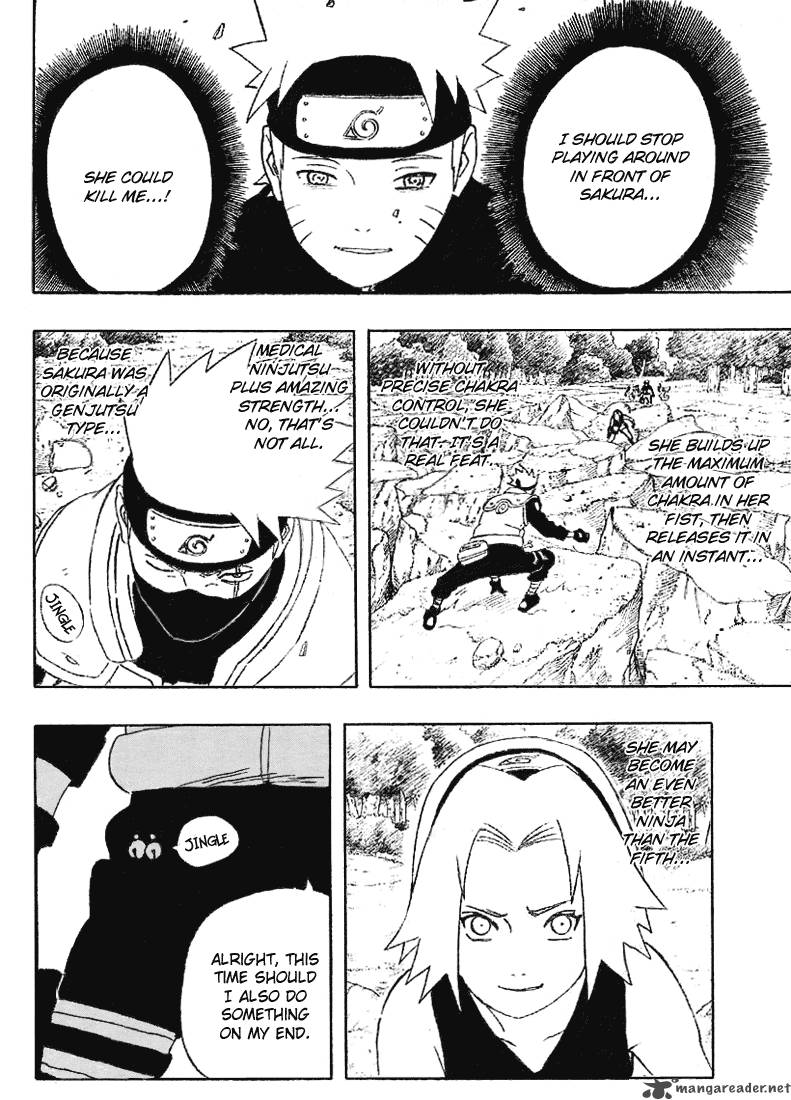 I SHOULD STOP
PLAYING AROUND
IN FRONT OF
SAKURA...
SHE COULD
KILL ME...!
WITHOUT
PRECISE CHAKRA
CONTROL, SHE
COULDN'T DO
THAT. IT'S A
REAL FEAT...
SHE BUILDS UP
THE MAXIMUM
AMOUNT OF
CHAKRA IN HER
FIST, THEN
RELEASES IT IN
AN INSTANT...
MEDICAL
NINJUTSU
PLUS AMAZING
STRENGTH...
NO, THAT'S
NOT ALL.
BECAUSE
SAKURA WAS
ORIGINALLY A
GENJUTSU
TYPE...
JINGLE
SHE MAY
BECOME
AN EVEN
BETTER
NINJA
THAN THE
FIFTH...
JINGLE
ALRIGHT, THIS
TIME SHOULD
I ALSO DO
SOMETHING
ON MY END.
mangareader.net